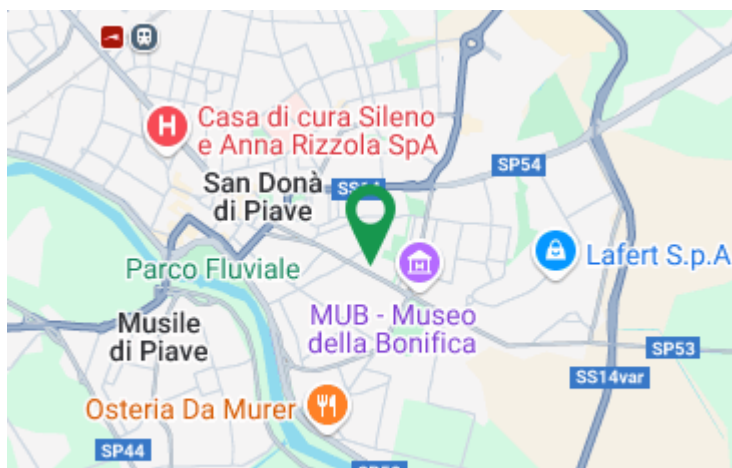 H
Casa di cura Sileno
e Anna Rizzola SpA
SP54
San Donà
di Piave
Parco Fluviale
Lafert S.p.A
MUB - Museo
della Bonifica
Musile
di Piave
SP53
SS14var
Osteria Da Murer
SP44